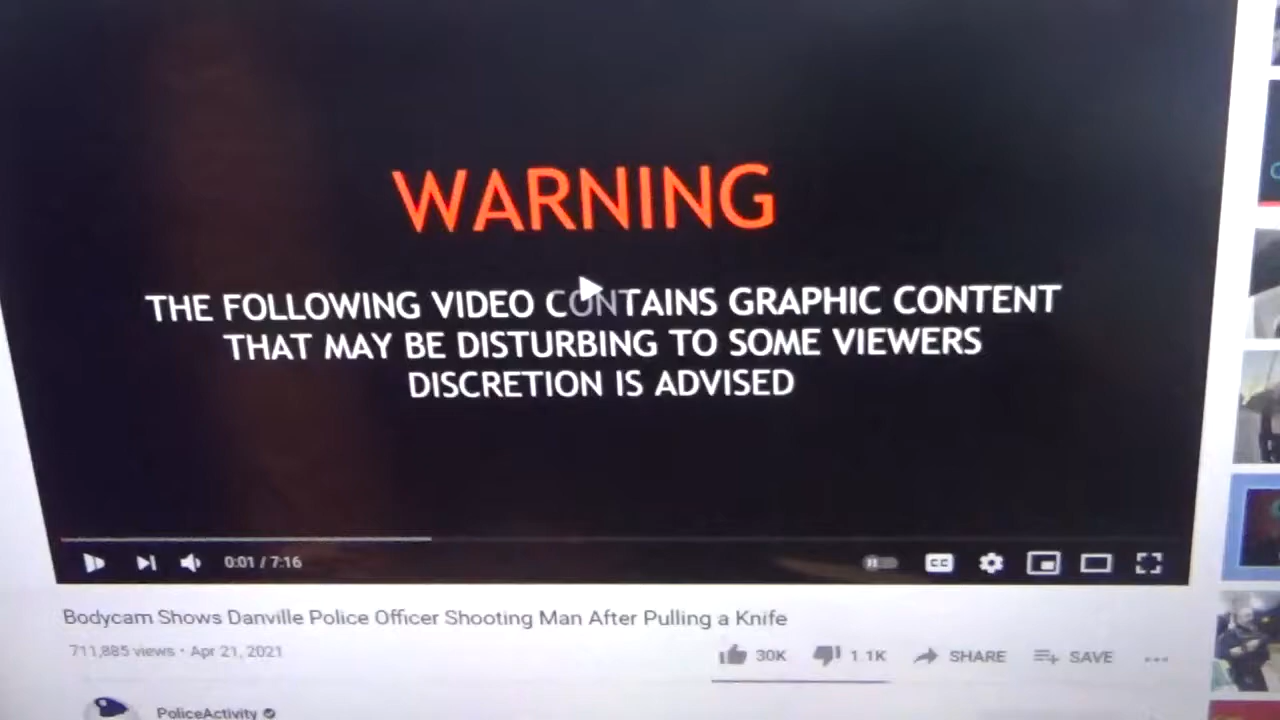 WARNING
THE FOLLOWING VIDEO CONTAINS GRAPHIC CONTENT
THAT MAY BE DISTURBING TO SOME VIEWERS
DISCRETION IS ADVISED
0:01 / 7:16
CC
Bodycam Shows Danville Police Officer Shooting Man After Pulling a Knife
711,885 views • Apr 21, 2021
30K 1.1K SHARE SAVE
PoliceActivity